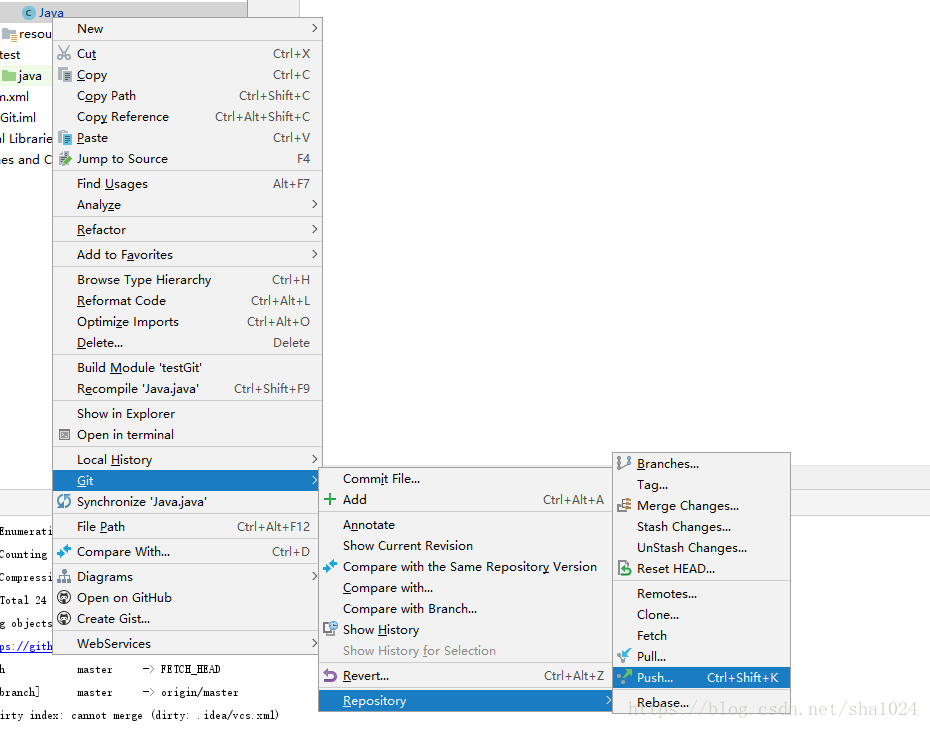 Java
New
resou
Cut Ctrl+X
test
Copy Ctrl+C
java
Copy Path Ctrl+Shift+C
m.xml
Copy Reference Ctrl+Alt+Shift+C
Git.iml
Paste Ctrl+V
l Librarie
Jump to Source F4
nes and C
Find Usages Alt+F7
Analyze
Refactor
Add to Favorites
Browse Type Hierarchy Ctrl+H
Reformat Code Ctrl+Alt+L
Optimize Imports Ctrl+Alt+O
Delete... Delete
Build Module 'testGit'
Recompile 'Java.java' Ctrl+Shift+F9
Show in Explorer
Open in terminal
Local History
Git
Synchronize 'Java.java'
File Path Ctrl+Alt+F12
Compare With... Ctrl+D
Diagrams
Open on GitHub
Create Gist...
WebServices
Commit File...
Add Ctrl+Alt+A
Annotate
Show Current Revision
Compare with the Same Repository Version
Compare with...
Compare with Branch...
Show History
Show History for Selection
Revert... Ctrl+Alt+Z
Repository
Branches...
Tag...
Merge Changes...
Stash Changes...
UnStash Changes...
Reset HEAD...
Remotes...
Clone...
Fetch
Pull...
Push... Ctrl+Shift+K
Rebase...
Enumerati
Counting
Compressi
Total 24
g objects
ps://gith
h master -> FETCH_HEAD
branch] master -> origin/master
irty index: cannot merge (dirty: .idea/vcs.xml)
https://blog.csdn.net/sha1024